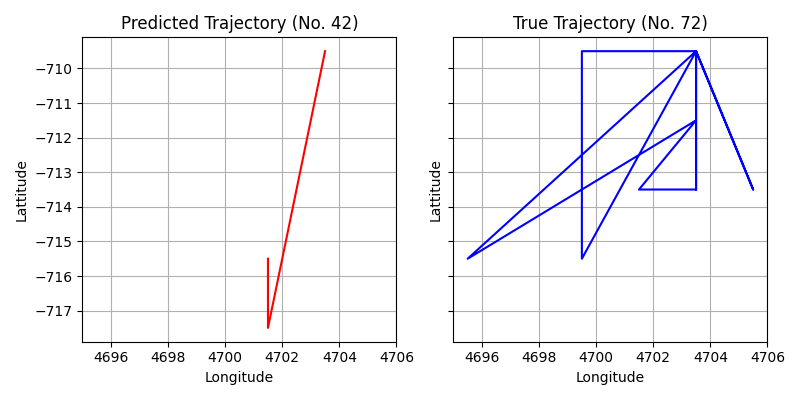 Predicted Trajectory (No. 42)
True Trajectory (No. 72)
Lattitude
−710
−711
−712
−713
−714
−715
−716
−717
4696 4698 4700 4702 4704 4706
Longitude
Lattitude
4696 4698 4700 4702 4704 4706
Longitude